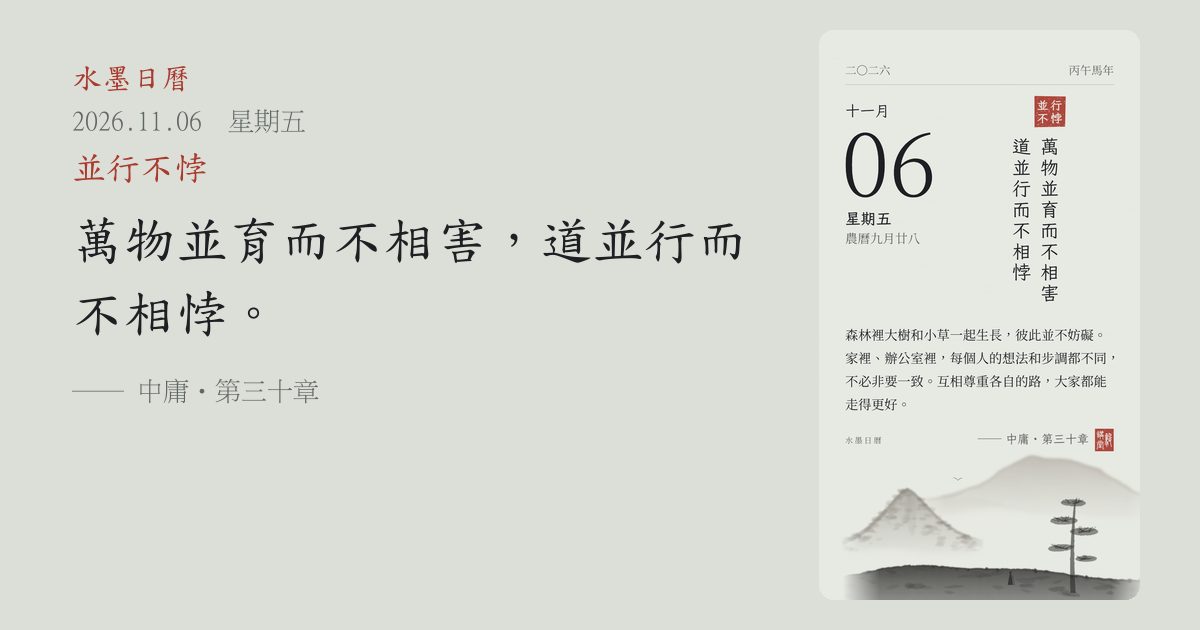 水墨日曆
2026.11.06 星期五
並行不悖
萬物並育而不相害，道並行而
不相悖。
—— 中庸・第三十章
二〇二六
丙午馬年
十一月
06
星期五
農曆九月廿八
並行
不悖
萬物並育而不相害
道並行而不相悖
森林裡大樹和小草一起生長，彼此並不妨礙。
家裡、辦公室裡，每個人的想法和步調都不同，
不必非要一致。互相尊重各自的路，大家都能
走得更好。
水墨日曆
—— 中庸・第三十章